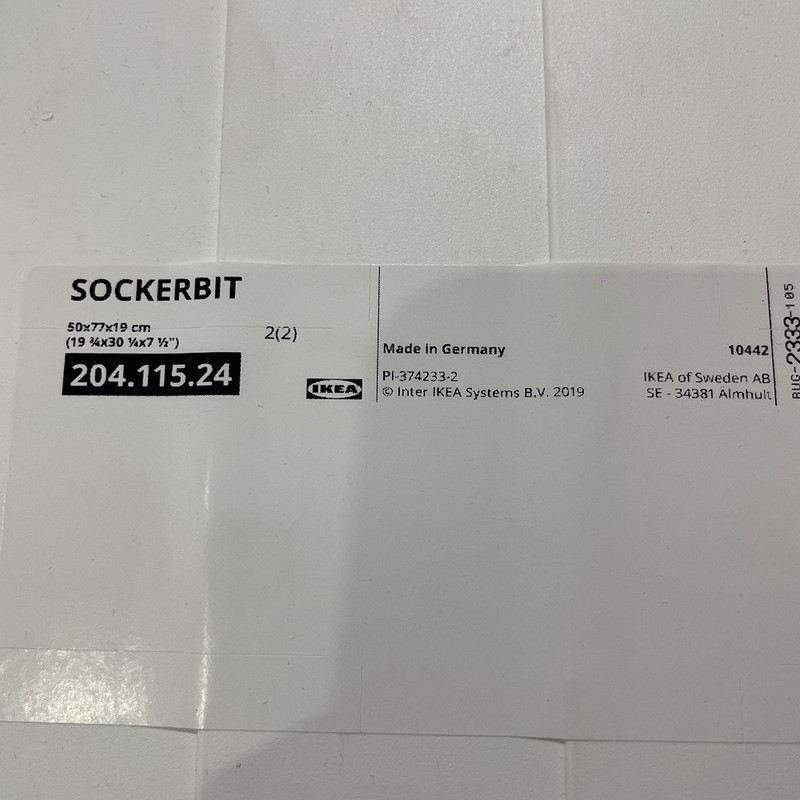 SOCKERBIT
50x77x19 cm
(19 ¾x30 ¼x7 ½")
2(2)
204.115.24
IKEA
Made in Germany
10442
PI-374233-2
© Inter IKEA Systems B.V. 2019
IKEA of Sweden AB
SE - 34381 Älmhult
BUG-2333-105